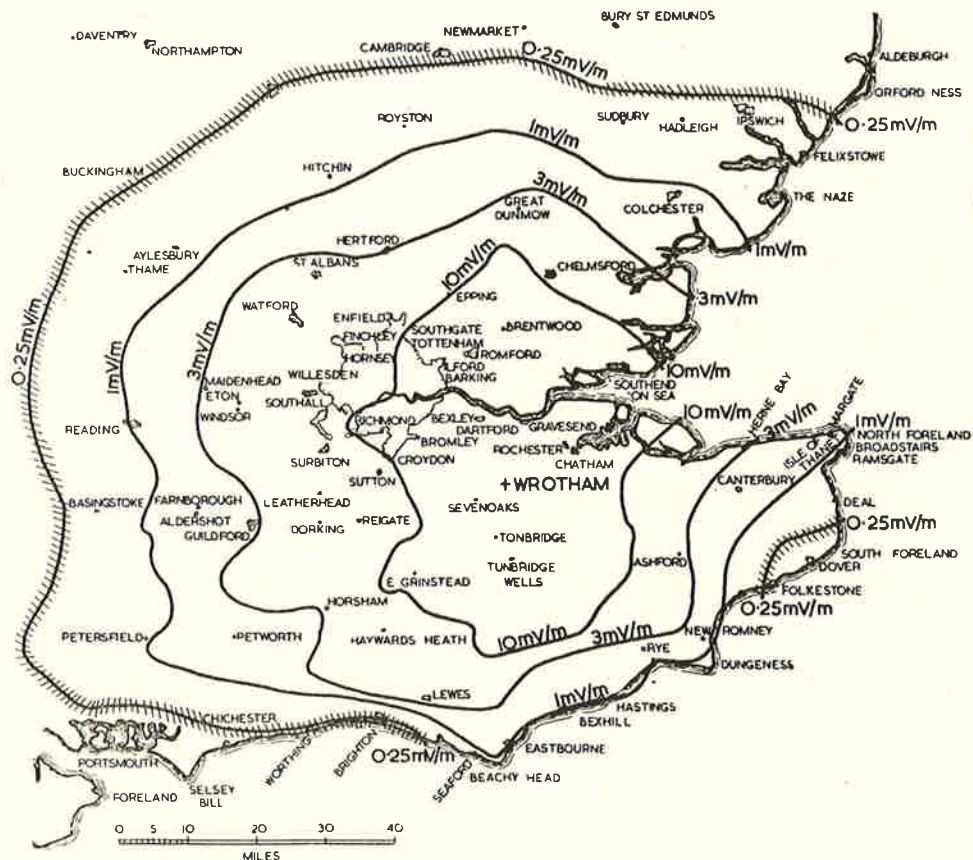 BURY ST EDMUNDS
DAVENTRY
NEWMARKET
NORTHAMPTON
CAMBRIDGE
0·25mV/m
ALDEBURGH
ORFORD NESS
ROYSTON
SUDBURY
HADLEIGH
IPSWICH
0·25mV/m
1mV/m
FELIXSTOWE
BUCKINGHAM
HITCHIN
3mV/m
GREAT
DUNMOW
COLCHESTER
THE NAZE
AYLESBURY
THAME
HERTFORD
ST ALBANS
1mV/m
10mV/m
CHELMSFORD
EPPING
3mV/m
WATFORD
ENFIELD
FINCHLEY
HORNSEY
SOUTHGATE
TOTTENHAM
BRENTWOOD
ROMFORD
0·25mV/m
1mV/m
3mV/m
ILFORD
BARKING
10mV/m
MAIDENHEAD
ETON
WINDSOR
WILLESDEN
SOUTHALL
SOUTHEND
ON SEA
READING
RICHMOND
BEXLEY
DARTFORD
GRAVESEND
BROMLEY
CROYDON
ROCHESTER
CHATHAM
10mV/m
HERNE BAY
3mV/m
MARGATE
1mV/m
NORTH FORELAND
BROADSTAIRS
RAMSGATE
ISLE OF
THANET
SURBITON
SUTTON
+WROTHAM
CANTERBURY
BASINGSTOKE
FARNBOROUGH
ALDERSHOT
GUILDFORD
LEATHERHEAD
DORKING
REIGATE
SEVENOAKS
DEAL
0·25mV/m
TONBRIDGE
TUNBRIDGE
WELLS
ASHFORD
SOUTH FORELAND
DOVER
FOLKESTONE
0·25mV/m
E GRINSTEAD
HORSHAM
PETERSFIELD
PETWORTH
HAYWARDS HEATH
10mV/m
3mV/m
NEW ROMNEY
RYE
DUNGENESS
LEWES
1mV/m
HASTINGS
BEXHILL
CHICHESTER
WORTHING
BRIGHTON
0·25mV/m
SEAFORD
EASTBOURNE
BEACHY HEAD
PORTSMOUTH
FORELAND
SELSEY
BILL
0 5 10 20 30 40
MILES